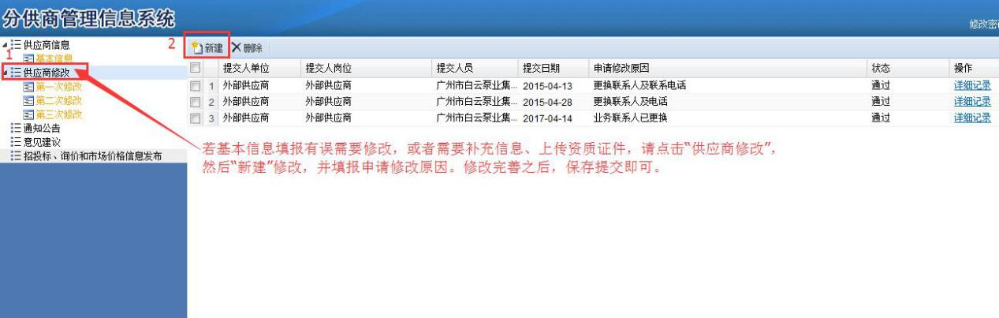 分供商管理信息系统
修改密
供应商信息
2
新建 删除
1
基本信息
供应商修改
第一次修改
第二次修改
第三次修改
通知公告
意见建议
招投标、询价和市场价格信息发布
提交人单位 提交人岗位 提交人员 提交日期 申请修改原因 状态 操作
1 外部供应商 外部供应商 广州市白云泵业集... 2015-04-13 更换联系人及联系电话 通过 详细记录
2 外部供应商 外部供应商 广州市白云泵业集... 2015-04-28 更换联系人及电话 通过 详细记录
3 外部供应商 外部供应商 广州市白云泵业集... 2017-04-14 业务联系人已更换 通过 详细记录
若基本信息填报有误需要修改，或者需要补充信息、上传资质证件，请点击“供应商修改”，
然后“新建”修改，并填报申请修改原因。修改完善之后，保存提交即可。